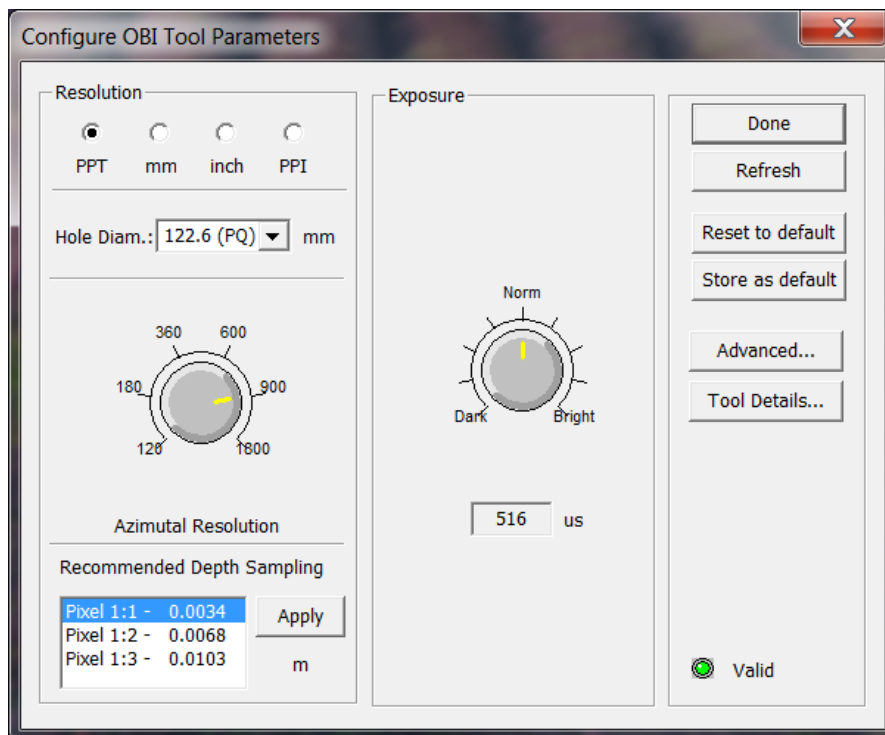 Configure OBI Tool Parameters
X
Resolution
PPT mm inch PPI
Hole Diam.: 122.6 (PQ) mm
360 600
180 900
120 1800
Azimutal Resolution
Recommended Depth Sampling
Pixel 1:1 - 0.0034
Pixel 1:2 - 0.0068
Pixel 1:3 - 0.0103
Apply
m
Exposure
Norm
Dark Bright
516 us
Done
Refresh
Reset to default
Store as default
Advanced...
Tool Details...
Valid